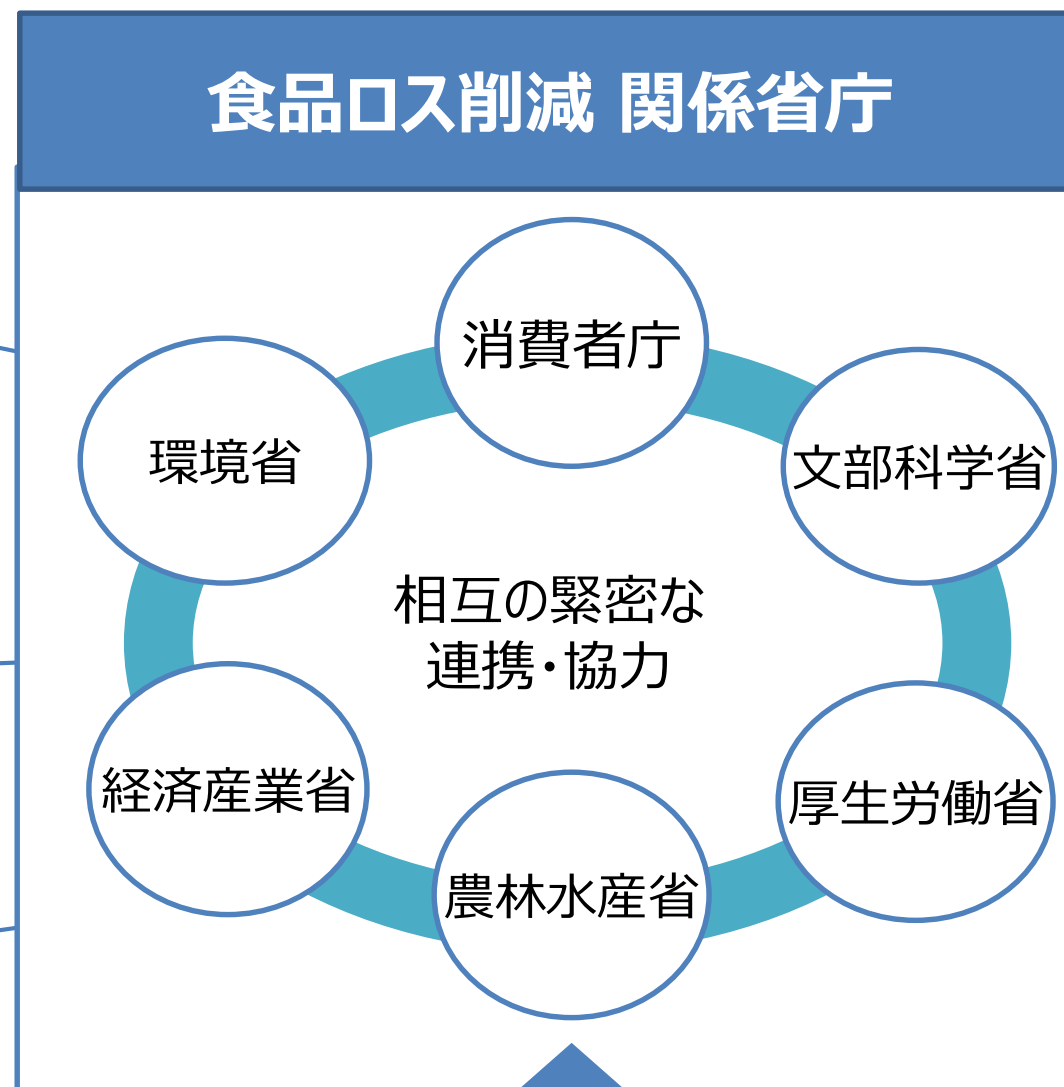 食品ロス削減 関係省庁
消費者庁
環境省
文部科学省
相互の緊密な
連携・協力
経済産業省
厚生労働省
農林水産省